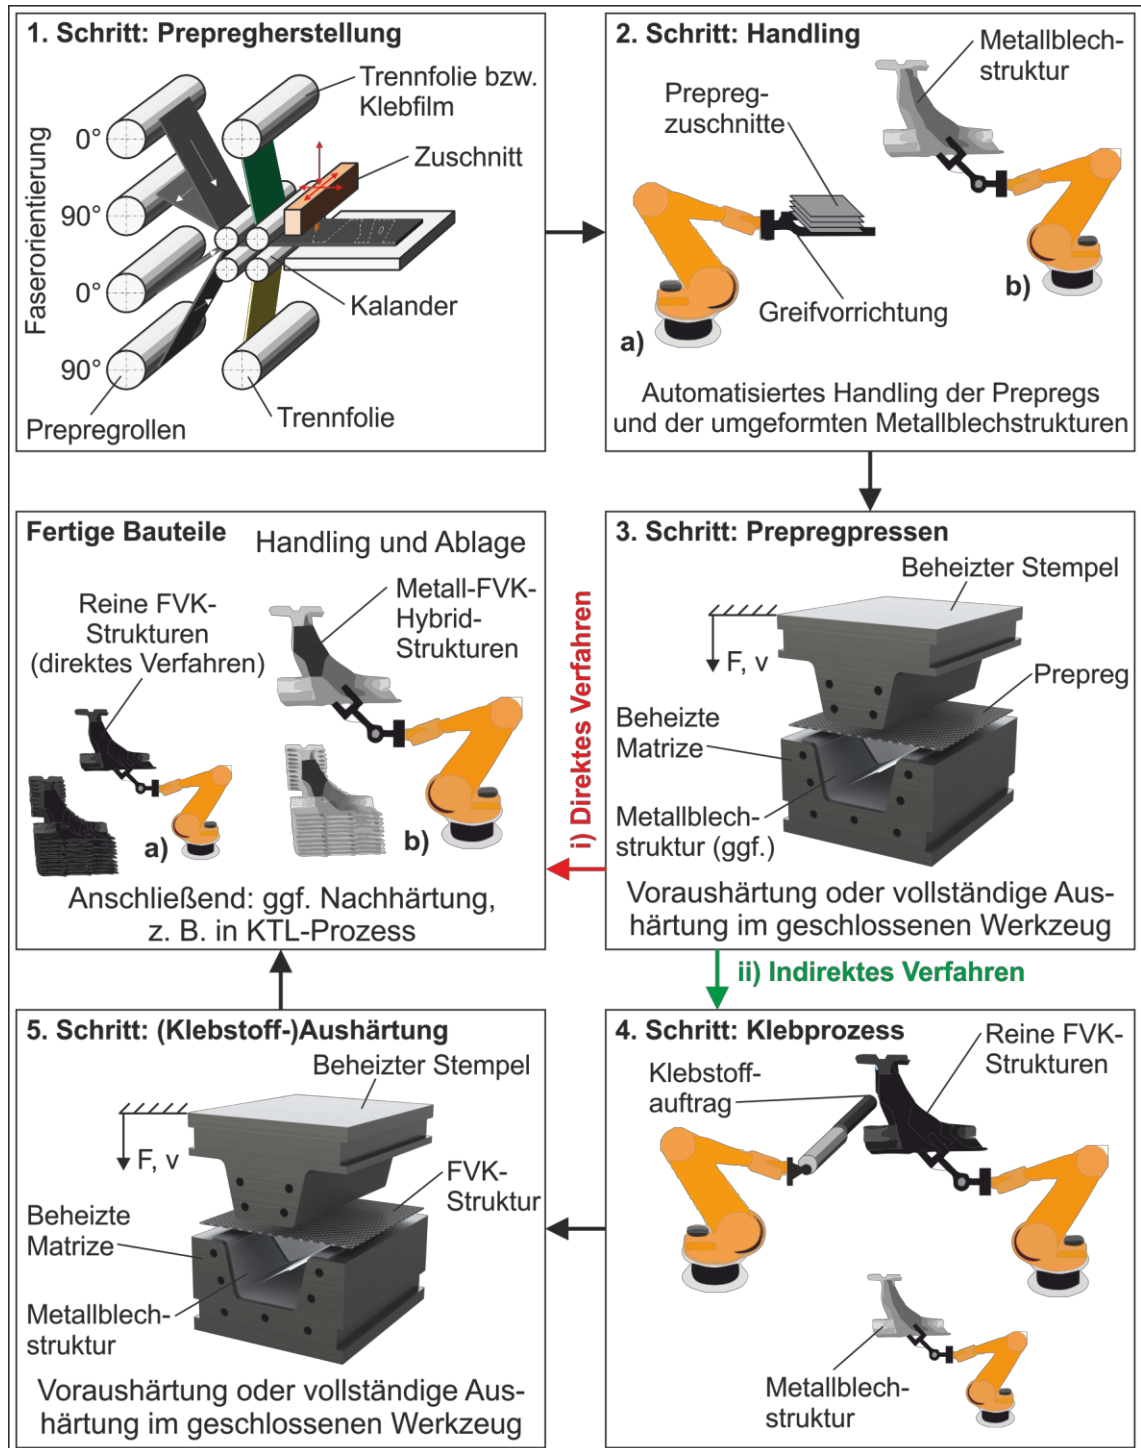 1. Schritt: Prepregherstellung
Trennfolie bzw.
Klebfilm
Zuschnitt
Faserorientierung
0°
90°
0°
90°
Kalander
Trennfolie
Prepregrollen
2. Schritt: Handling
Metallblech-
struktur
Prepreg-
zuschnitte
Greifvorrichtung
a)
b)
Automatisiertes Handling der Prepregs
und der umgeformten Metallblechstrukturen
3. Schritt: Prepregpressen
Beheizter Stempel
F, v
Prepreg
Beheizte
Matrize
Metallblech-
struktur (ggf.)
Voraushärtung oder vollständige Aus-
härtung im geschlossenen Werkzeug
i) Direktes Verfahren
ii) Indirektes Verfahren
Fertige Bauteile
Handling und Ablage
Reine FVK-
Strukturen
(direktes Verfahren)
Metall-FVK-
Hybrid-
Strukturen
a)
b)
Anschließend: ggf. Nachhärtung,
z. B. in KTL-Prozess
4. Schritt: Klebprozess
Klebstoff-
auftrag
Reine FVK-
Strukturen
Metallblech-
struktur
5. Schritt: (Klebstoff-)Aushärtung
Beheizter Stempel
F, v
FVK-
Struktur
Beheizte
Matrize
Metallblech-
struktur
Voraushärtung oder vollständige Aus-
härtung im geschlossenen Werkzeug